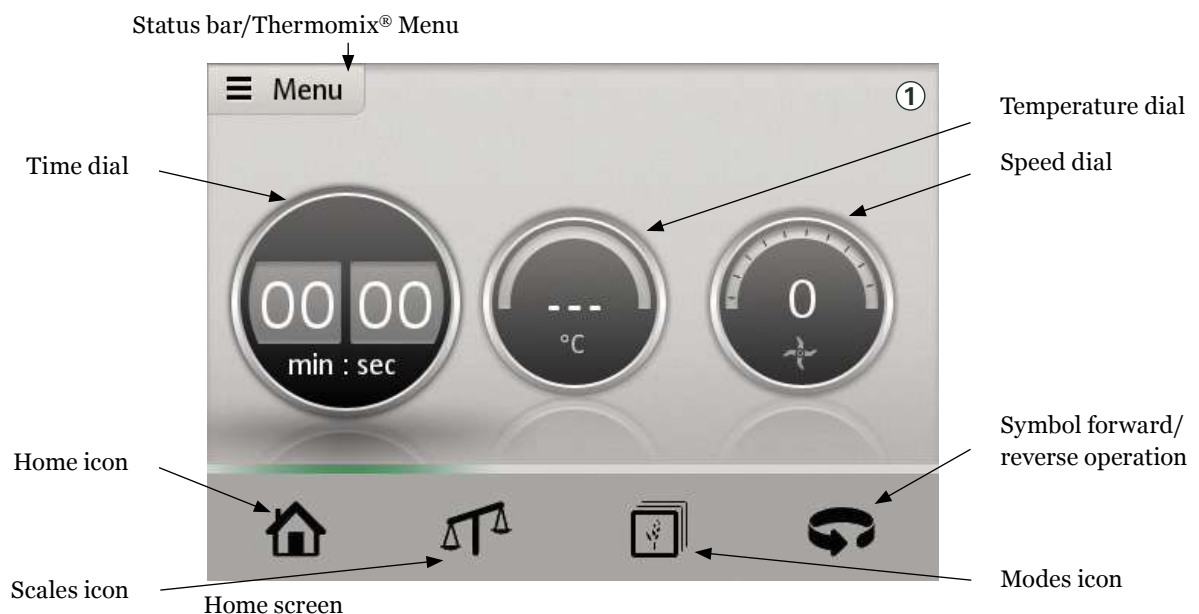 Status bar/Thermomix® Menu
☰ Menu
①
Temperature dial
Speed dial
Time dial
00 00
min : sec
---
°C
0
Symbol forward/
reverse operation
Home icon
Scales icon
Modes icon
Home screen